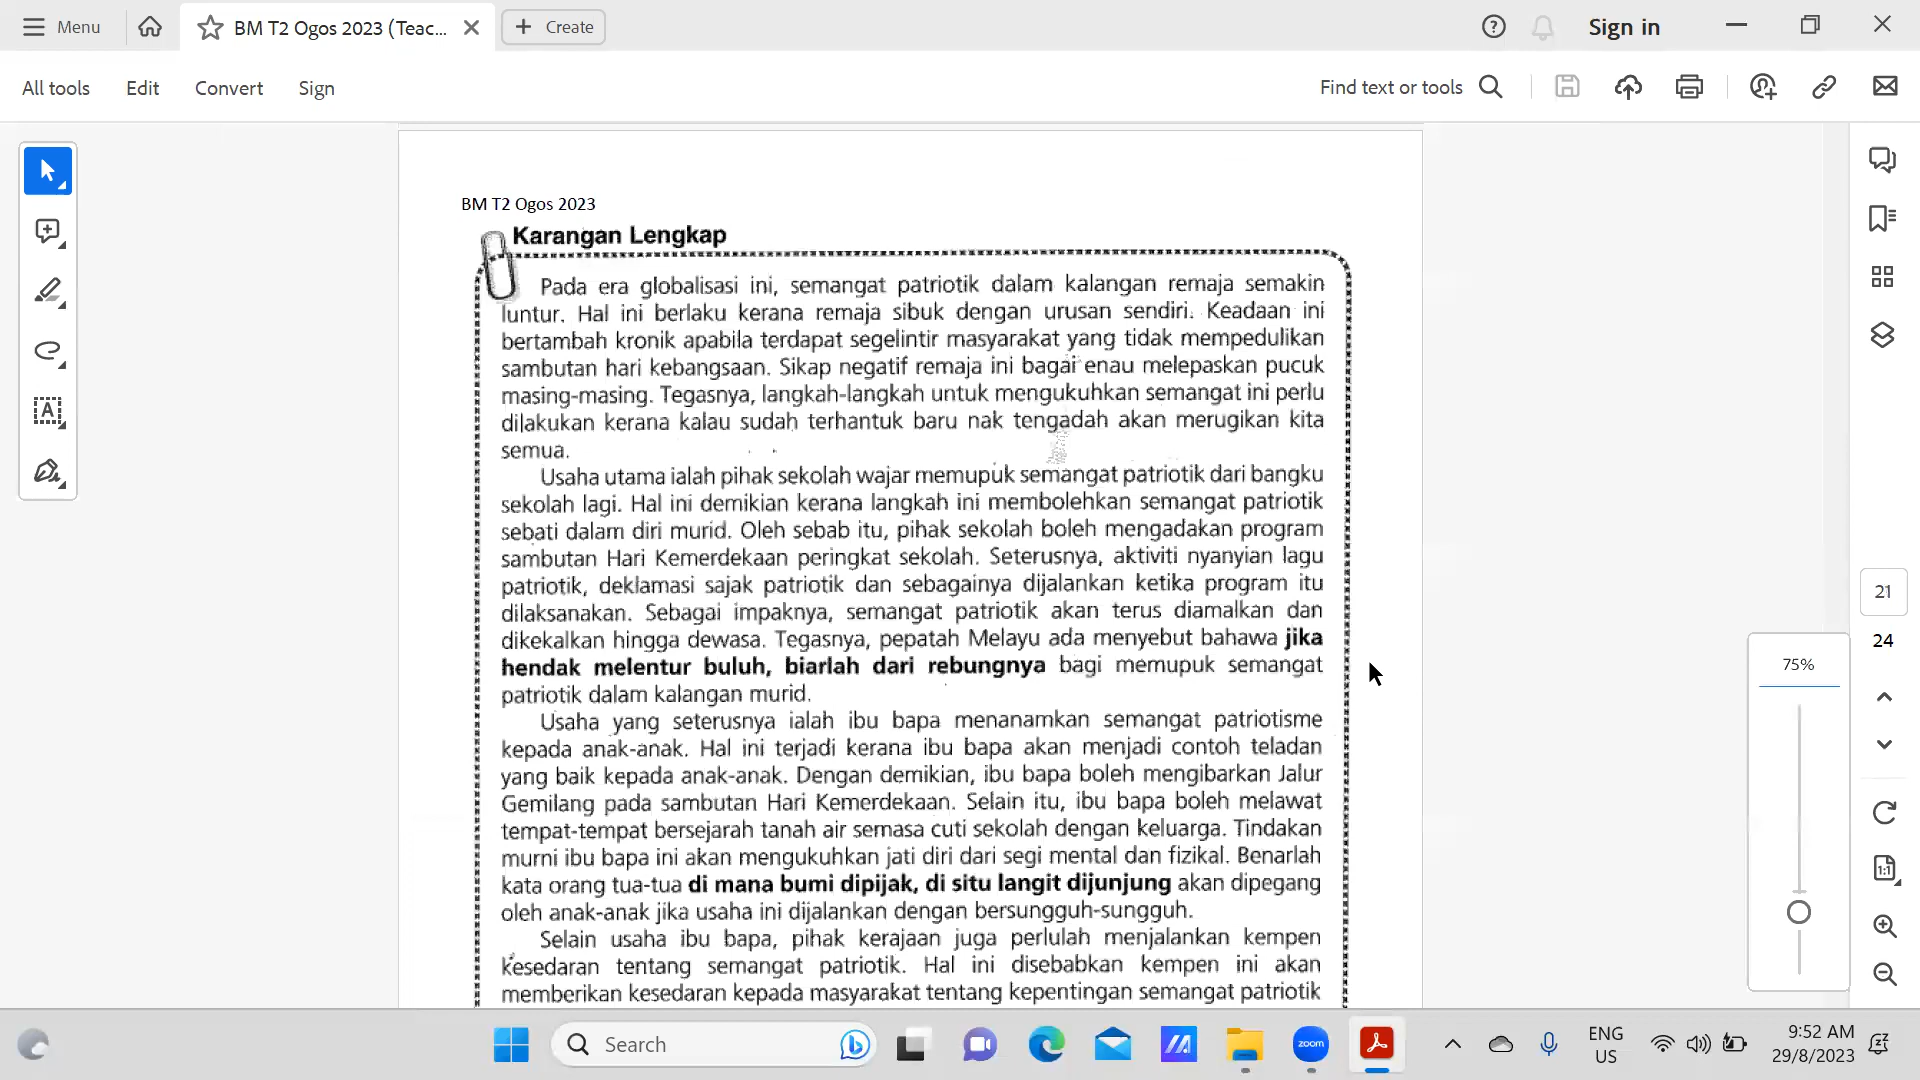 Menu
BM T2 Ogos 2023 (Teac...
Create
Sign in
All tools
Edit
Convert
Sign
Find text or tools
BM T2 Ogos 2023
Karangan Lengkap
Pada era globalisasi ini, semangat patriotik dalam kalangan remaja semakin
luntur. Hal ini berlaku kerana remaja sibuk dengan urusan sendiri. Keadaan ini
bertambah kronik apabila terdapat segelintir masyarakat yang tidak mempedulikan
sambutan hari kebangsaan. Sikap negatif remaja ini bagai enau melepaskan pucuk
masing-masing. Tegasnya, langkah-langkah untuk mengukuhkan semangat ini perlu
dilakukan kerana kalau sudah terhantuk baru nak tengadah akan merugikan kita
semua.
Usaha utama ialah pihak sekolah wajar memupuk semangat patriotik dari bangku
sekolah lagi. Hal ini demikian kerana langkah ini membolehkan semangat patriotik
sebati dalam diri murid. Oleh sebab itu, pihak sekolah boleh mengadakan program
sambutan Hari Kemerdekaan peringkat sekolah. Seterusnya, aktiviti nyanyian lagu
patriotik, deklamasi sajak patriotik dan sebagainya dijalankan ketika program itu
dilaksanakan. Sebagai impaknya, semangat patriotik akan terus diamalkan dan
dikekalkan hingga dewasa. Tegasnya, pepatah Melayu ada menyebut bahawa jika
hendak melentur buluh, biarlah dari rebungnya bagi memupuk semangat
patriotik dalam kalangan murid.
Usaha yang seterusnya ialah ibu bapa menanamkan semangat patriotisme
kepada anak-anak. Hal ini terjadi kerana ibu bapa akan menjadi contoh teladan
yang baik kepada anak-anak. Dengan demikian, ibu bapa boleh mengibarkan Jalur
Gemilang pada sambutan Hari Kemerdekaan. Selain itu, ibu bapa boleh melawat
tempat-tempat bersejarah tanah air semasa cuti sekolah dengan keluarga. Tindakan
murni ibu bapa ini akan mengukuhkan jati diri dari segi mental dan fizikal. Benarlah
kata orang tua-tua di mana bumi dipijak, di situ langit dijunjung akan dipegang
oleh anak-anak jika usaha ini dijalankan dengan bersungguh-sungguh.
Selain usaha ibu bapa, pihak kerajaan juga perlulah menjalankan kempen
kesedaran tentang semangat patriotik. Hal ini disebabkan kempen ini akan
memberikan kesedaran kepada masyarakat tentang kepentingan semangat patriotik
21
24
75%
1:1
Search
zoom
ENG
US
9:52 AM
29/8/2023